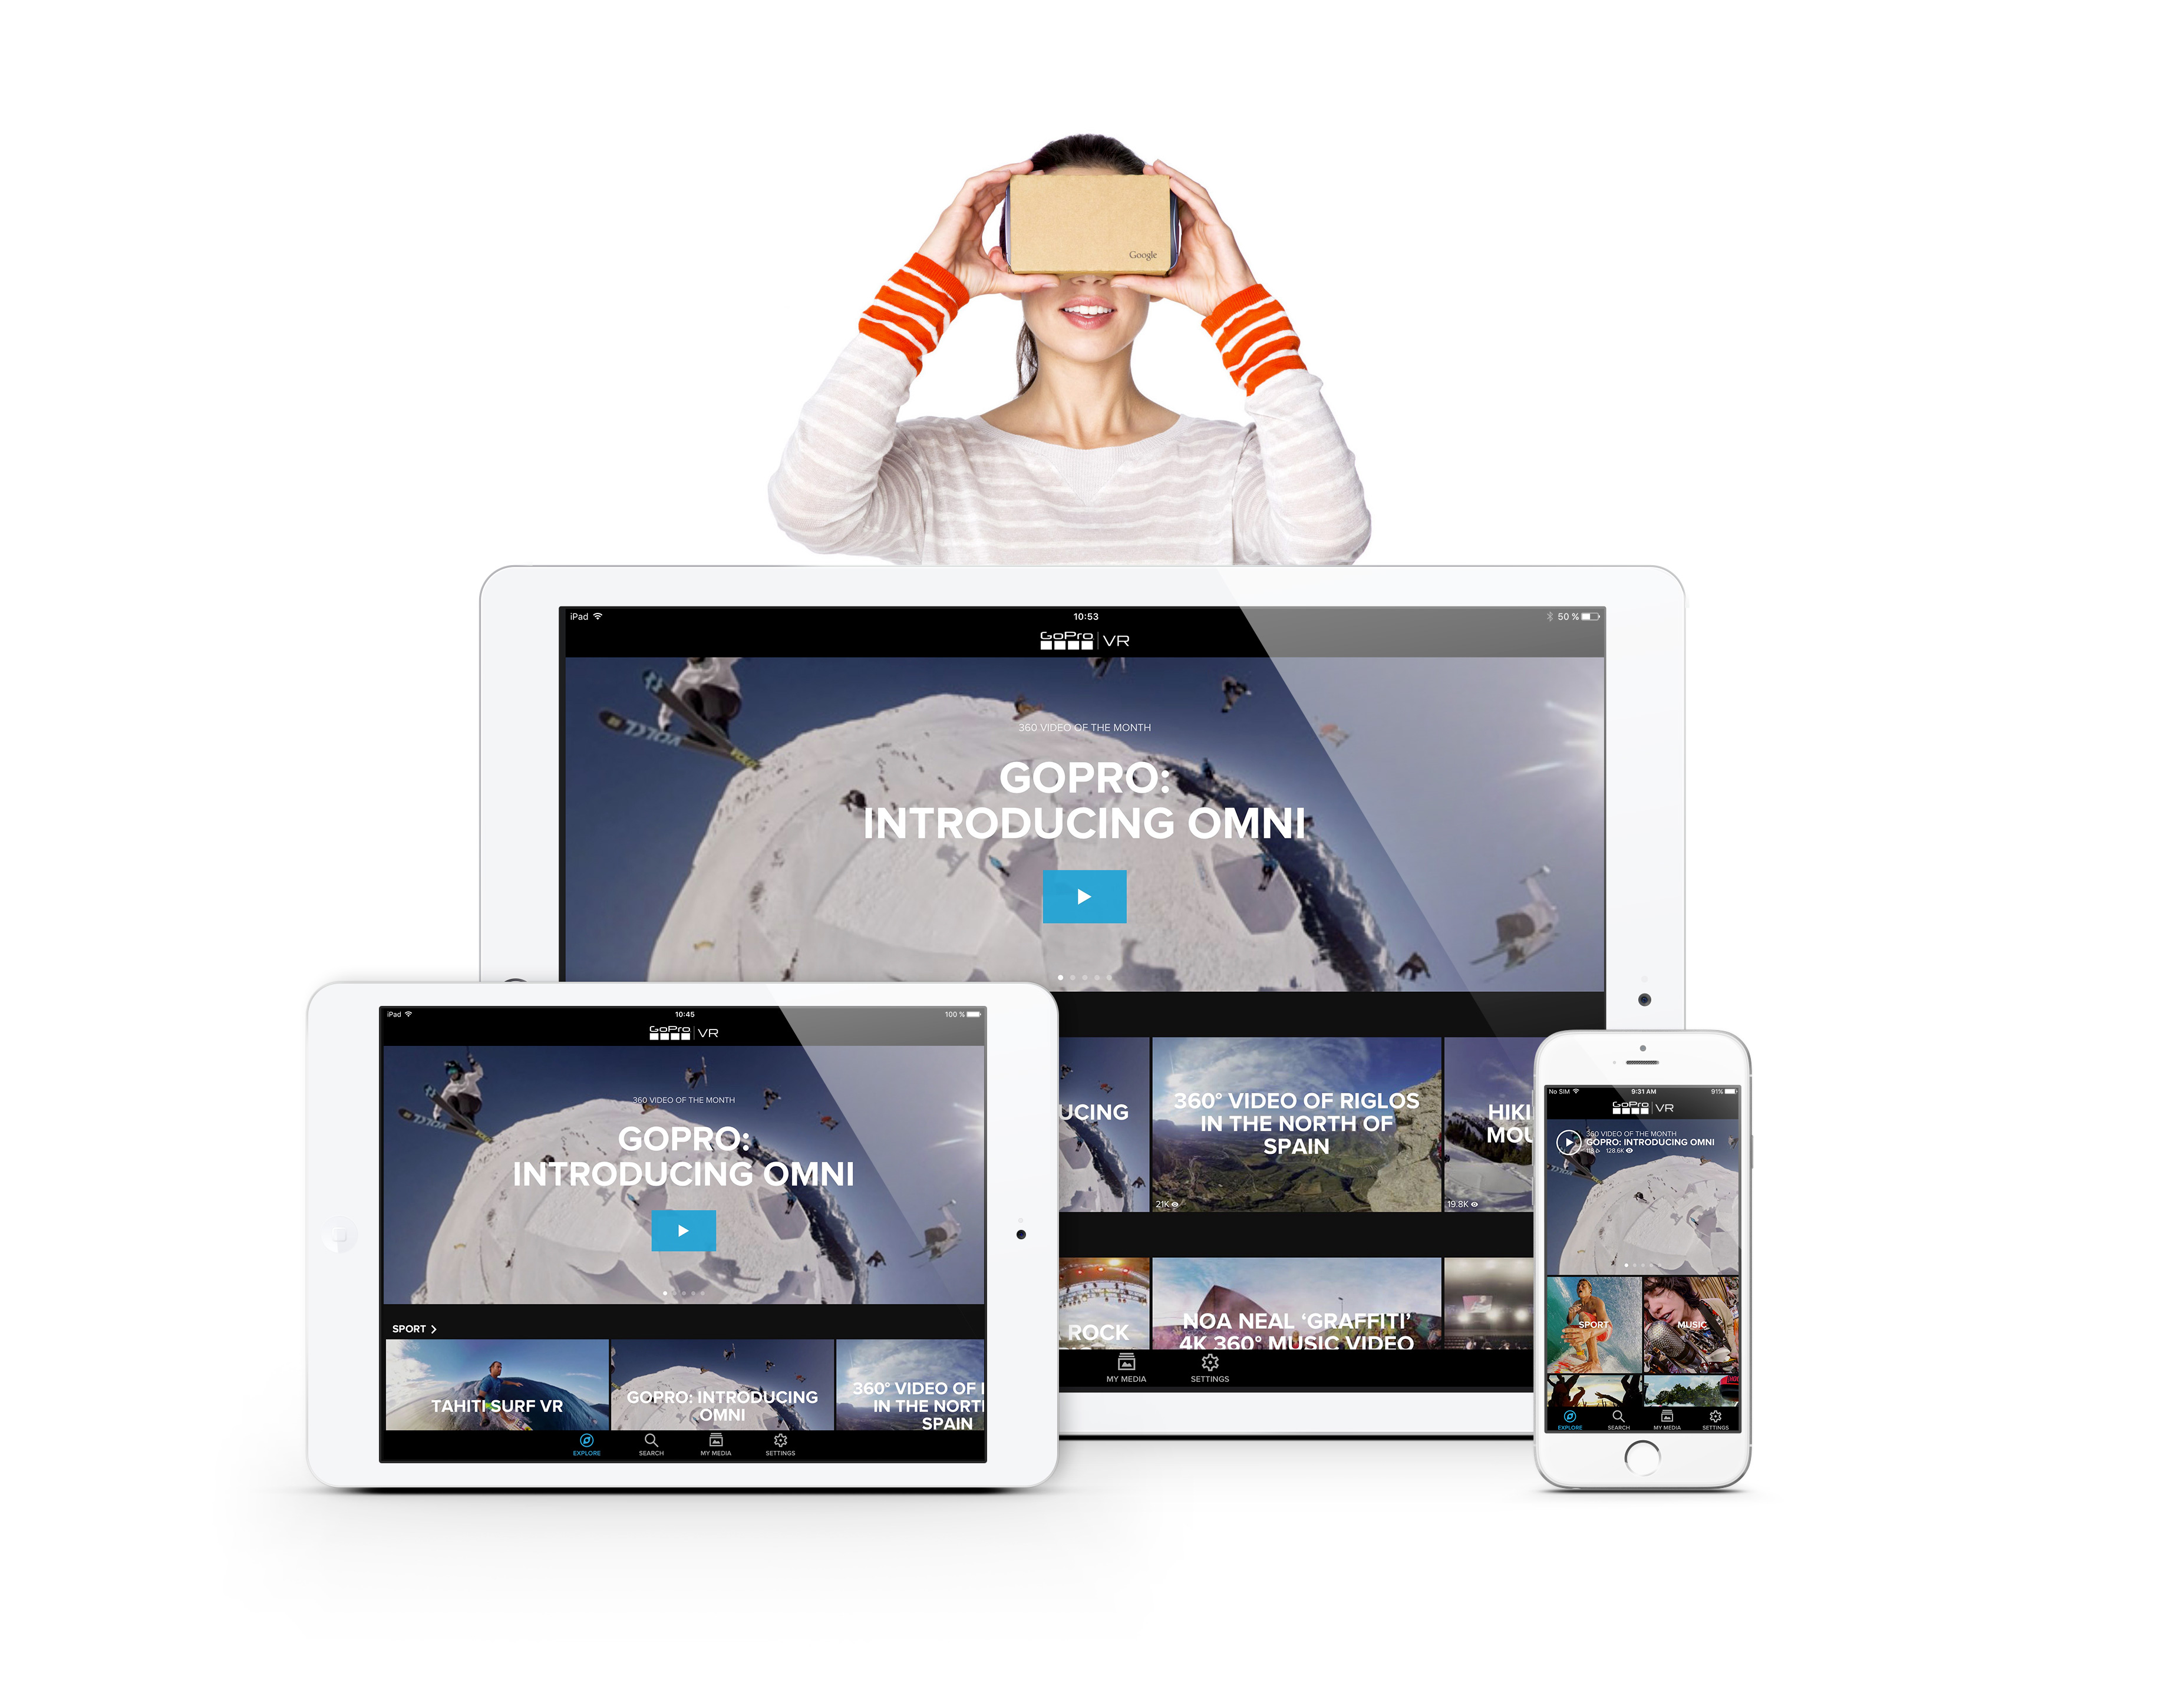 Google
iPad
10:53
50 %
GoPro VR
360 VIDEO OF THE MONTH
GOPRO:
INTRODUCING OMNI
UCING
360° VIDEO OF RIGLOS
IN THE NORTH OF
SPAIN
21K
HIKI
MOU
19.8K
ROCK
NOA NEAL ‘GRAFFITI’
4K 360° MUSIC VIDEO
MY MEDIA
SETTINGS
iPad
10:45
100 %
GoPro VR
360 VIDEO OF THE MONTH
GOPRO:
INTRODUCING OMNI
SPORT
TAHITI SURF VR
GOPRO: INTRODUCING
OMNI
360° VIDEO OF
IN THE NORT
SPAIN
EXPLORE
SEARCH
MY MEDIA
SETTINGS
No SIM
9:31 AM
91%
GoPro VR
360 VIDEO OF THE MONTH
GOPRO: INTRODUCING OMNI
128.6K
SPORT
MUSIC
EXPLORE
SEARCH
MY MEDIA
SETTINGS